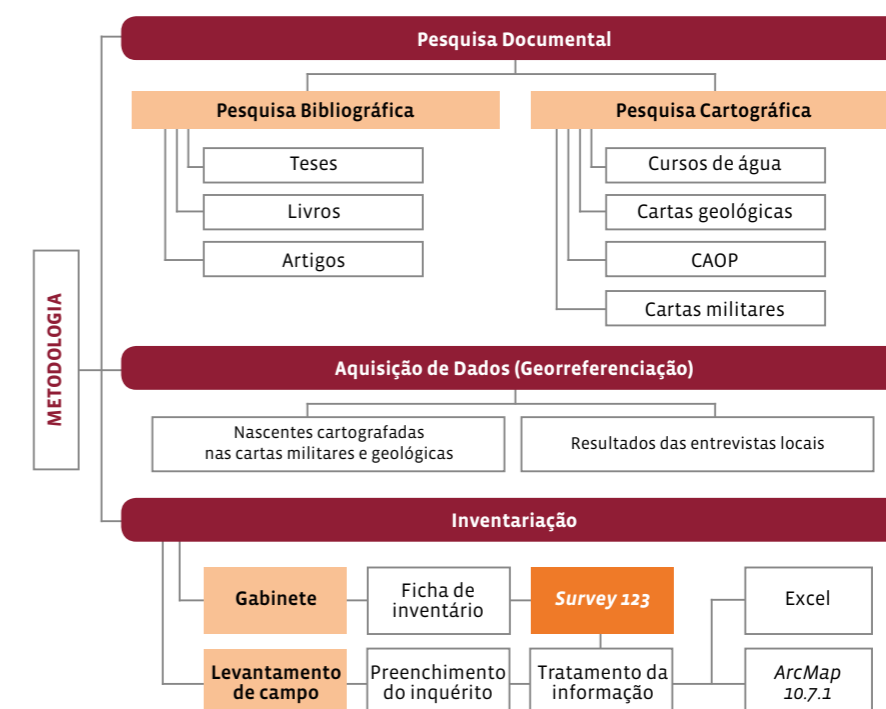 Pesquisa Documental
Pesquisa Bibliográfica
Pesquisa Cartográfica
Teses
Livros
Artigos
Cursos de água
Cartas geológicas
CAOP
Cartas militares
METODOLOGIA
Aquisição de Dados (Georreferenciação)
Nascentes cartografadas
nas cartas militares e geológicas
Resultados das entrevistas locais
Inventariação
Gabinete
Ficha de
inventário
Survey 123
Excel
Levantamento
de campo
Preenchimento
do inquérito
Tratamento da
informação
ArcMap
10.7.1